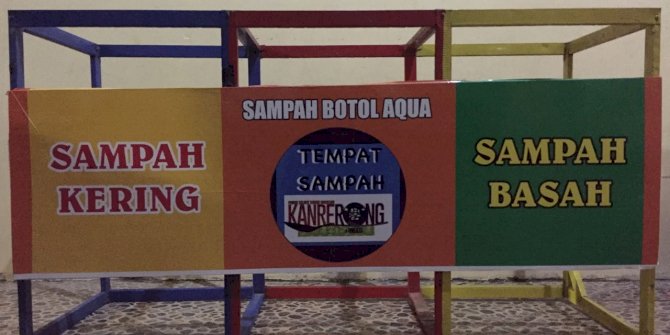 SAMPAH
KERING
SAMPAH BOTOL AQUA
TEMPAT
SAMPAH
KANRERONG
SAMPAH
BASAH